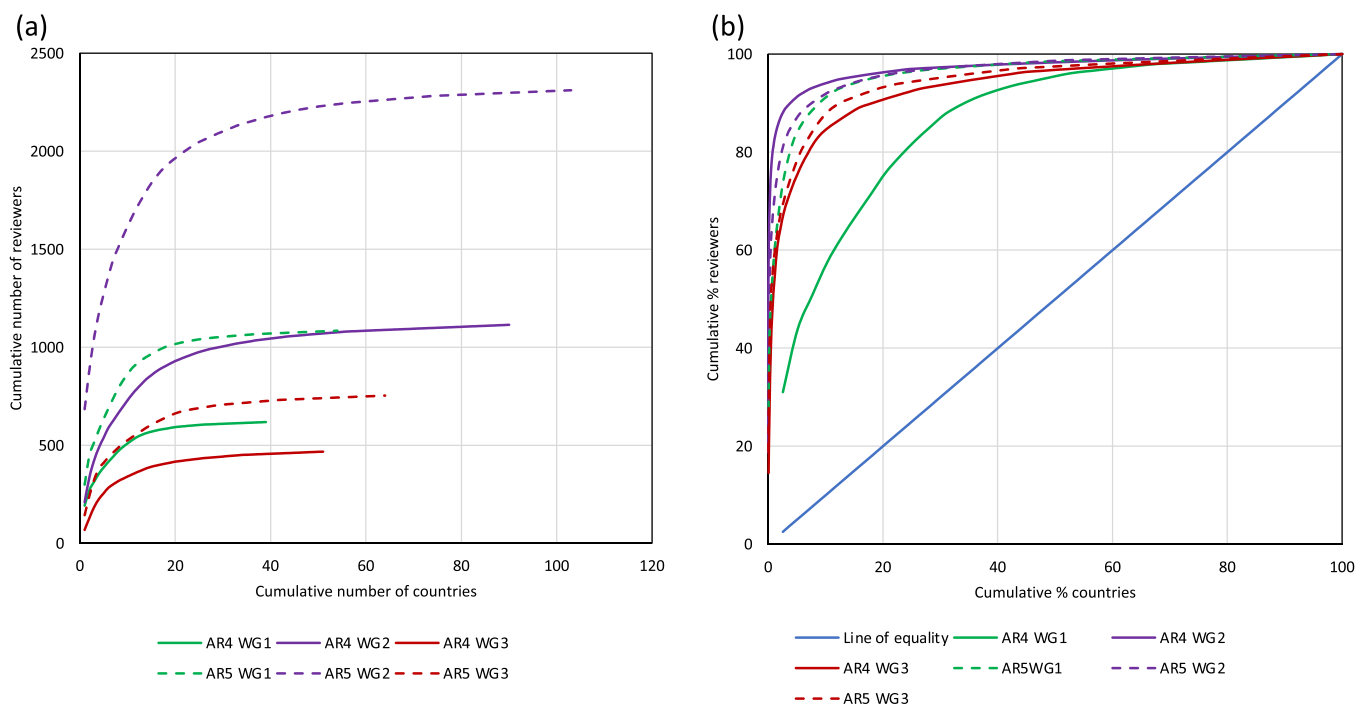 (a)
2500
2000
1500
1000
500
0
0 20 40 60 80 100 120
Cumulative number of reviewers
Cumulative number of countries
AR4 WG1 AR4 WG2 AR4 WG3
AR5 WG1 AR5 WG2 AR5 WG3
(b)
100
80
60
40
20
0
0 20 40 60 80 100
Cumulative % reviewers
Cumulative % countries
Line of equality AR4 WG1 AR4 WG2
AR4 WG3 AR5WG1 AR5 WG2
AR5 WG3